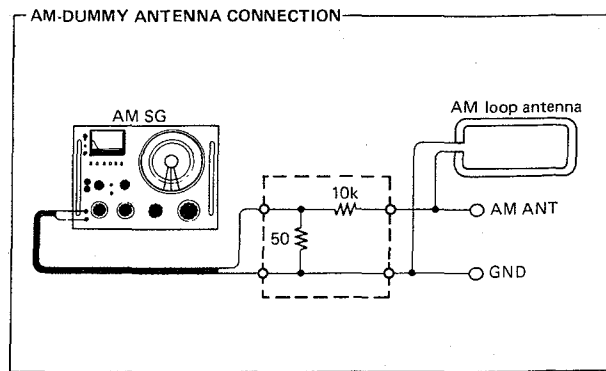 AM-DUMMY ANTENNA CONNECTION
AM SG
AM loop antenna
10k
AM ANT
50
GND